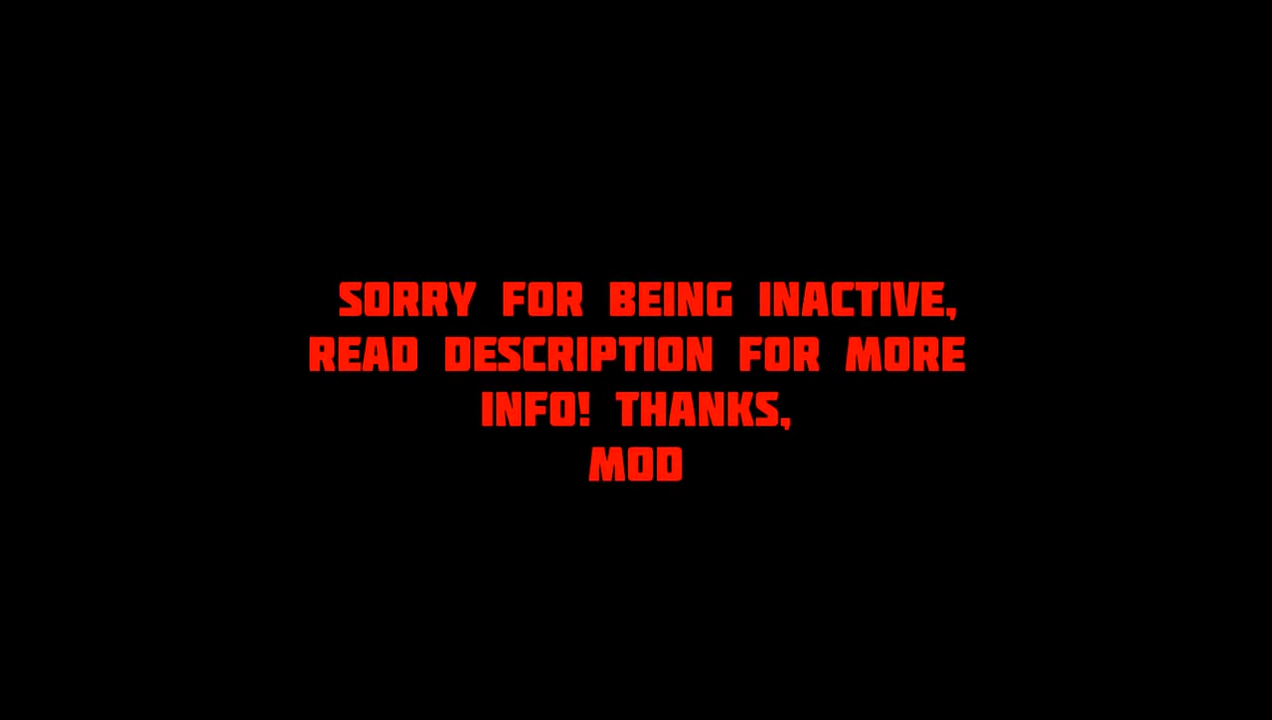 SORRY FOR BEING INACTIVE,
READ DESCRIPTION FOR MORE
INFO! THANKS,
MOD